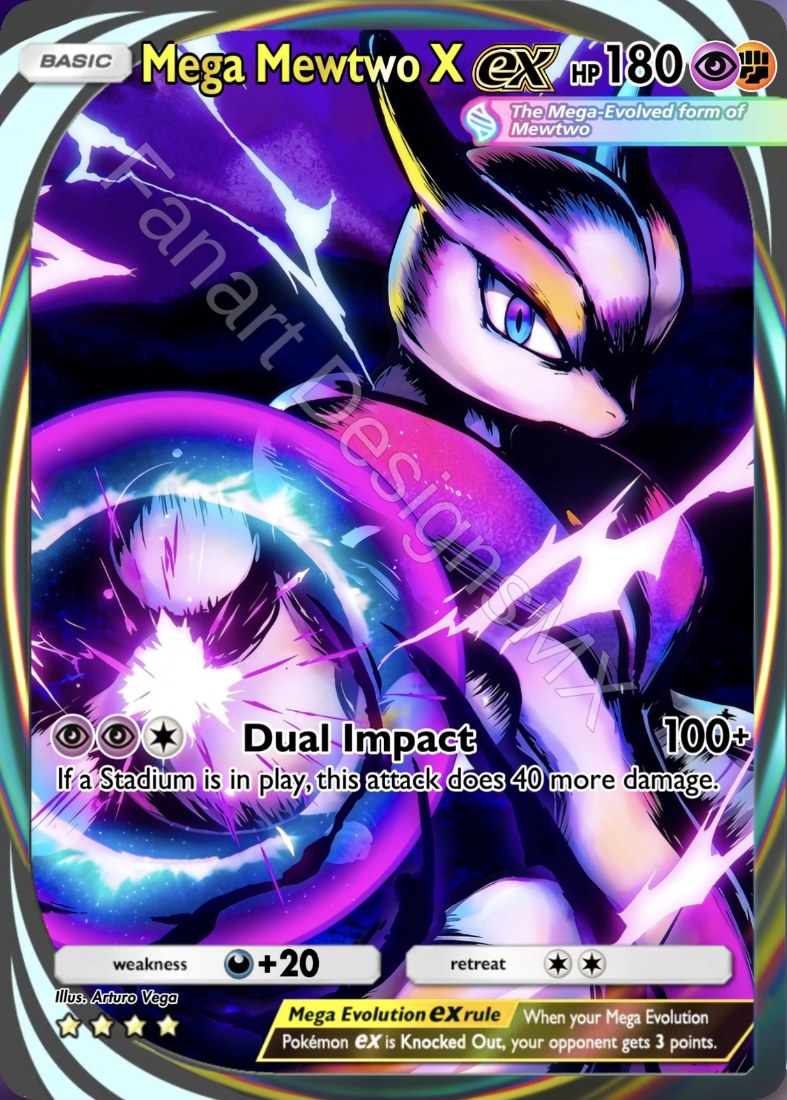 BASIC Mega Mewtwo X ex HP 180
The Mega-Evolved form of
Mewtwo
Fanart DesignsMX
Dual Impact 100+
If a Stadium is in play, this attack does 40 more damage.
weakness +20 retreat
Illus. Arturo Vega
Mega Evolution ex rule When your Mega Evolution
Pokémon ex is Knocked Out, your opponent gets 3 points.